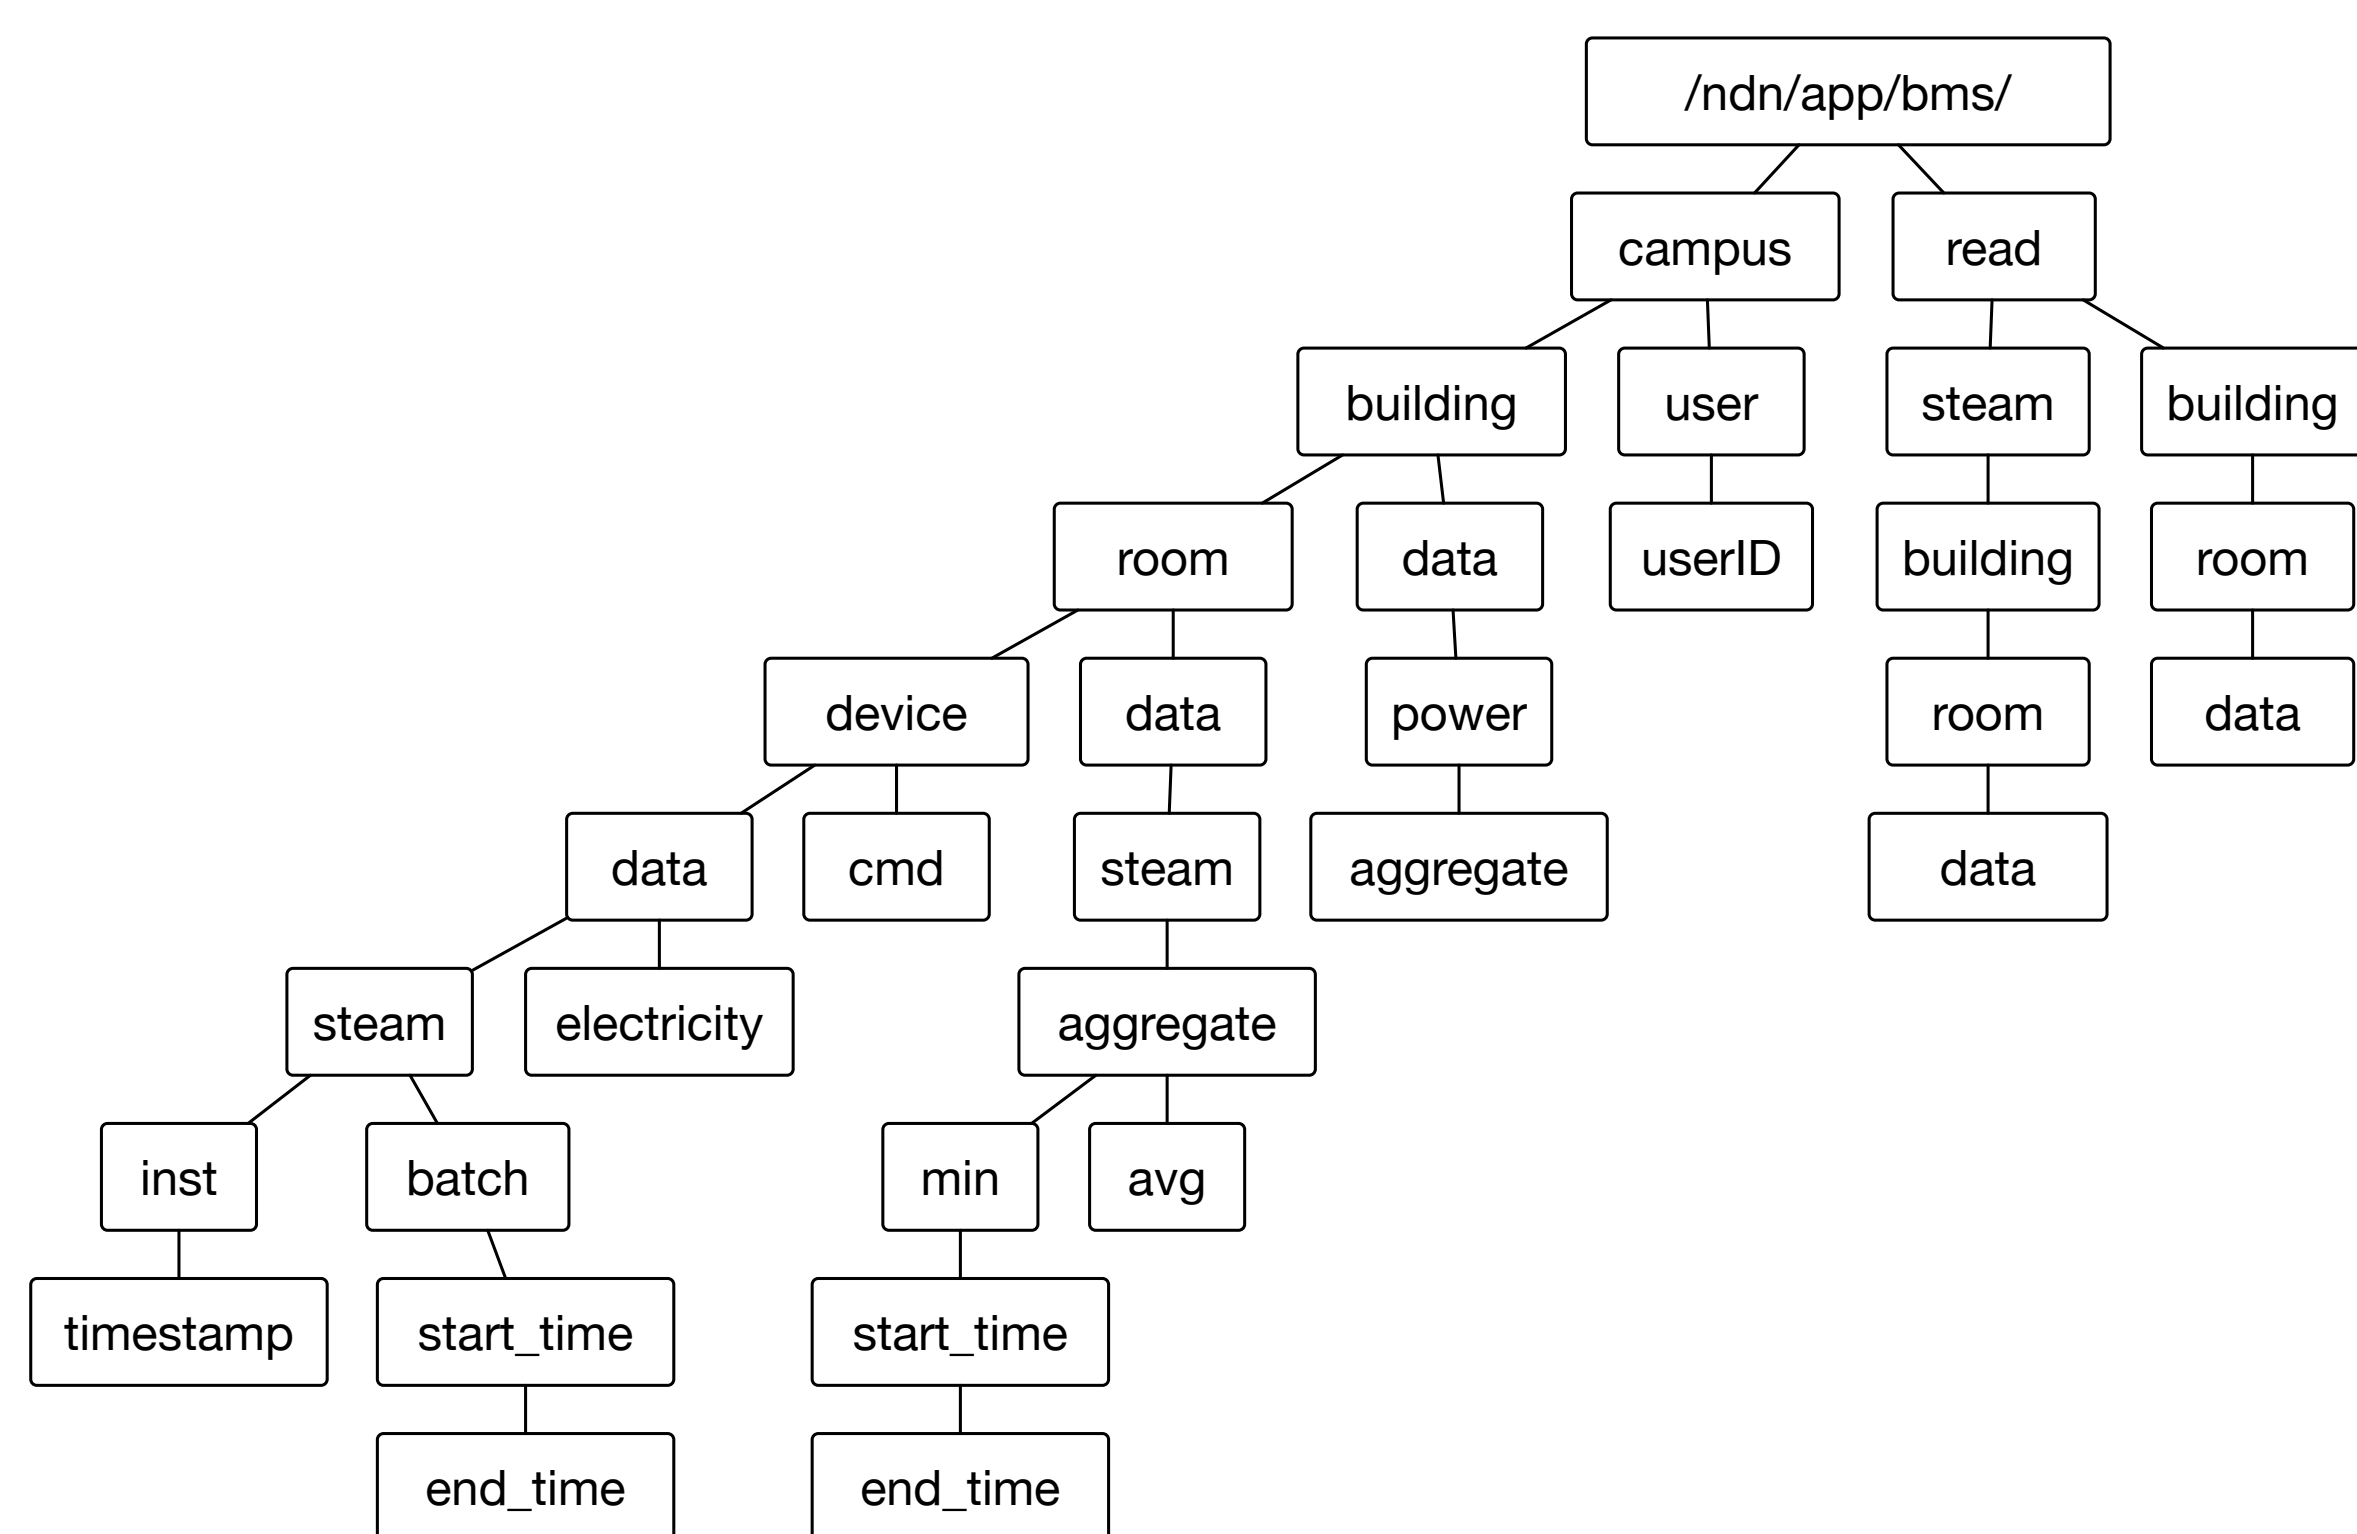 /ndn/app/bms/
campus read
building user steam building
room data userID building room
device data power room data
data cmd steam aggregate data
steam electricity aggregate
inst batch min avg
timestamp start_time start_time
end_time end_time